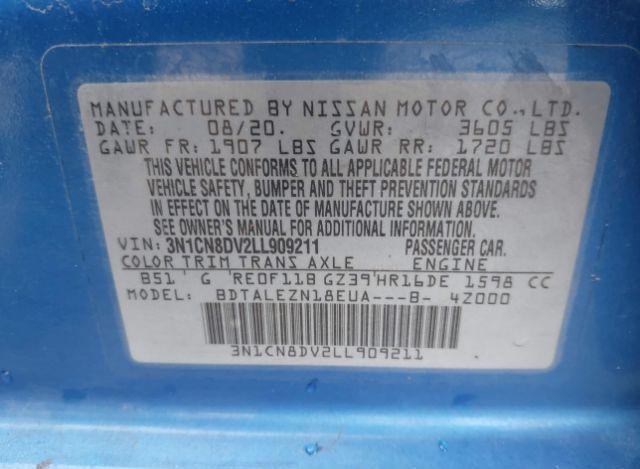 MANUFACTURED BY NISSAN MOTOR CO.,LTD.
DATE: 08/20. GVWR: 3605 LBS
GAWR FR: 1907 LBS GAWR RR: 1720 LBS
THIS VEHICLE CONFORMS TO ALL APPLICABLE FEDERAL MOTOR
VEHICLE SAFETY, BUMPER AND THEFT PREVENTION STANDARDS
IN EFFECT ON THE DATE OF MANUFACTURE SHOWN ABOVE.
SEE OWNER'S MANUAL FOR ADDITIONAL INFORMATION.
VIN: 3N1CN8DV2LL909211 PASSENGER CAR.
COLOR TRIM TRANS AXLE ENGINE
B51 G RE0F11B GZ39 HR16DE 1598 CC
MODEL: BDTALEZN18EUA---B- 4Z000
3N1CN8DV2LL909211